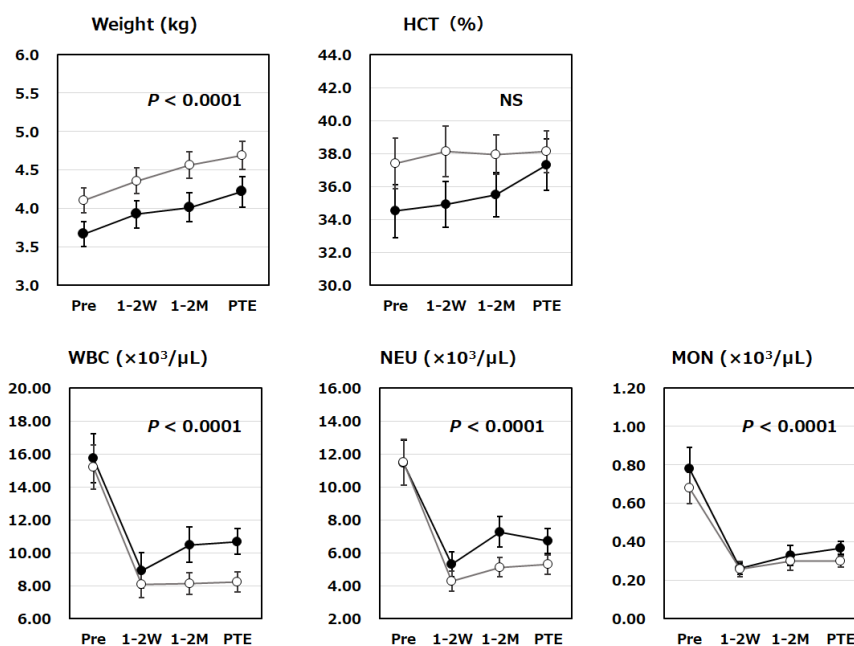 Weight (kg)
6.0
5.5
5.0
4.5
4.0
3.5
3.0
P < 0.0001
Pre 1-2W 1-2M PTE
HCT (%)
44.0
42.0
40.0
38.0
36.0
34.0
32.0
30.0
NS
Pre 1-2W 1-2M PTE
WBC (×10³/μL)
20.00
18.00
16.00
14.00
12.00
10.00
8.00
6.00
P < 0.0001
Pre 1-2W 1-2M PTE
NEU (×10³/μL)
16.00
14.00
12.00
10.00
8.00
6.00
4.00
2.00
P < 0.0001
Pre 1-2W 1-2M PTE
MON (×10³/μL)
1.20
1.00
0.80
0.60
0.40
0.20
0.00
P < 0.0001
Pre 1-2W 1-2M PTE